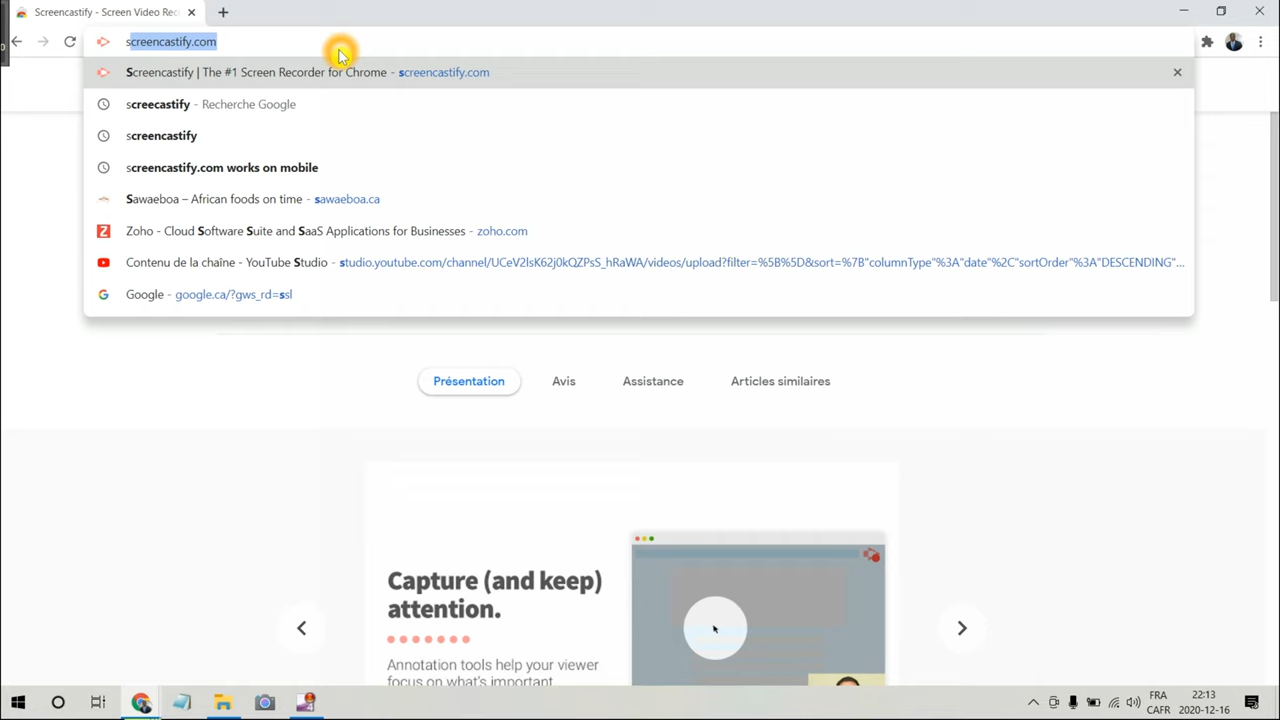 Screencastify - Screen Video Rec
screencastify.com
Screencastify | The #1 Screen Recorder for Chrome - screencastify.com
screecastify - Recherche Google
screencastify
screencastify.com works on mobile
Sawaeboa – African foods on time - sawaeboa.ca
Zoho - Cloud Software Suite and SaaS Applications for Businesses - zoho.com
Contenu de la chaîne - YouTube Studio - studio.youtube.com/channel/UCeV2lsK62j0kQZPsS_hRaWA/videos/upload?filter=%5B%5D&sort=%7B"columnType"%3A"date"%2C"sortOrder"%3A"DESCENDING"...
Google - google.ca/?gws_rd=ssl
Présentation Avis Assistance Articles similaires
Capture (and keep)
attention.
Annotation tools help your viewer
focus on what's important.
FRA 22:13
CAFR 2020-12-16